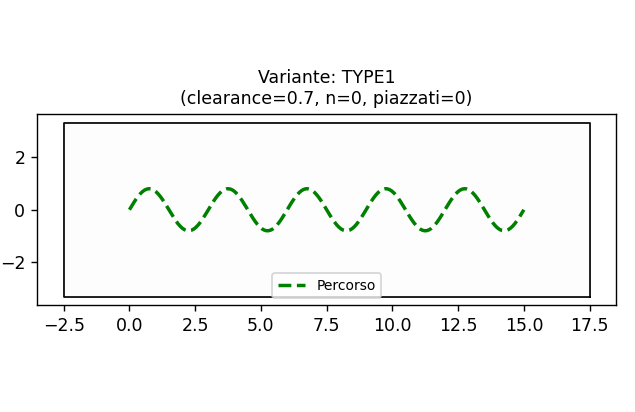 Variante: TYPE1
(clearance=0.7, n=0, piazzati=0)
2
0
−2
Percorso
−2.5 0.0 2.5 5.0 7.5 10.0 12.5 15.0 17.5